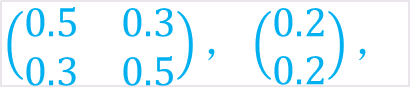 (0.5 0.3) , (0.2) ,
(0.3 0.5) (0.2)